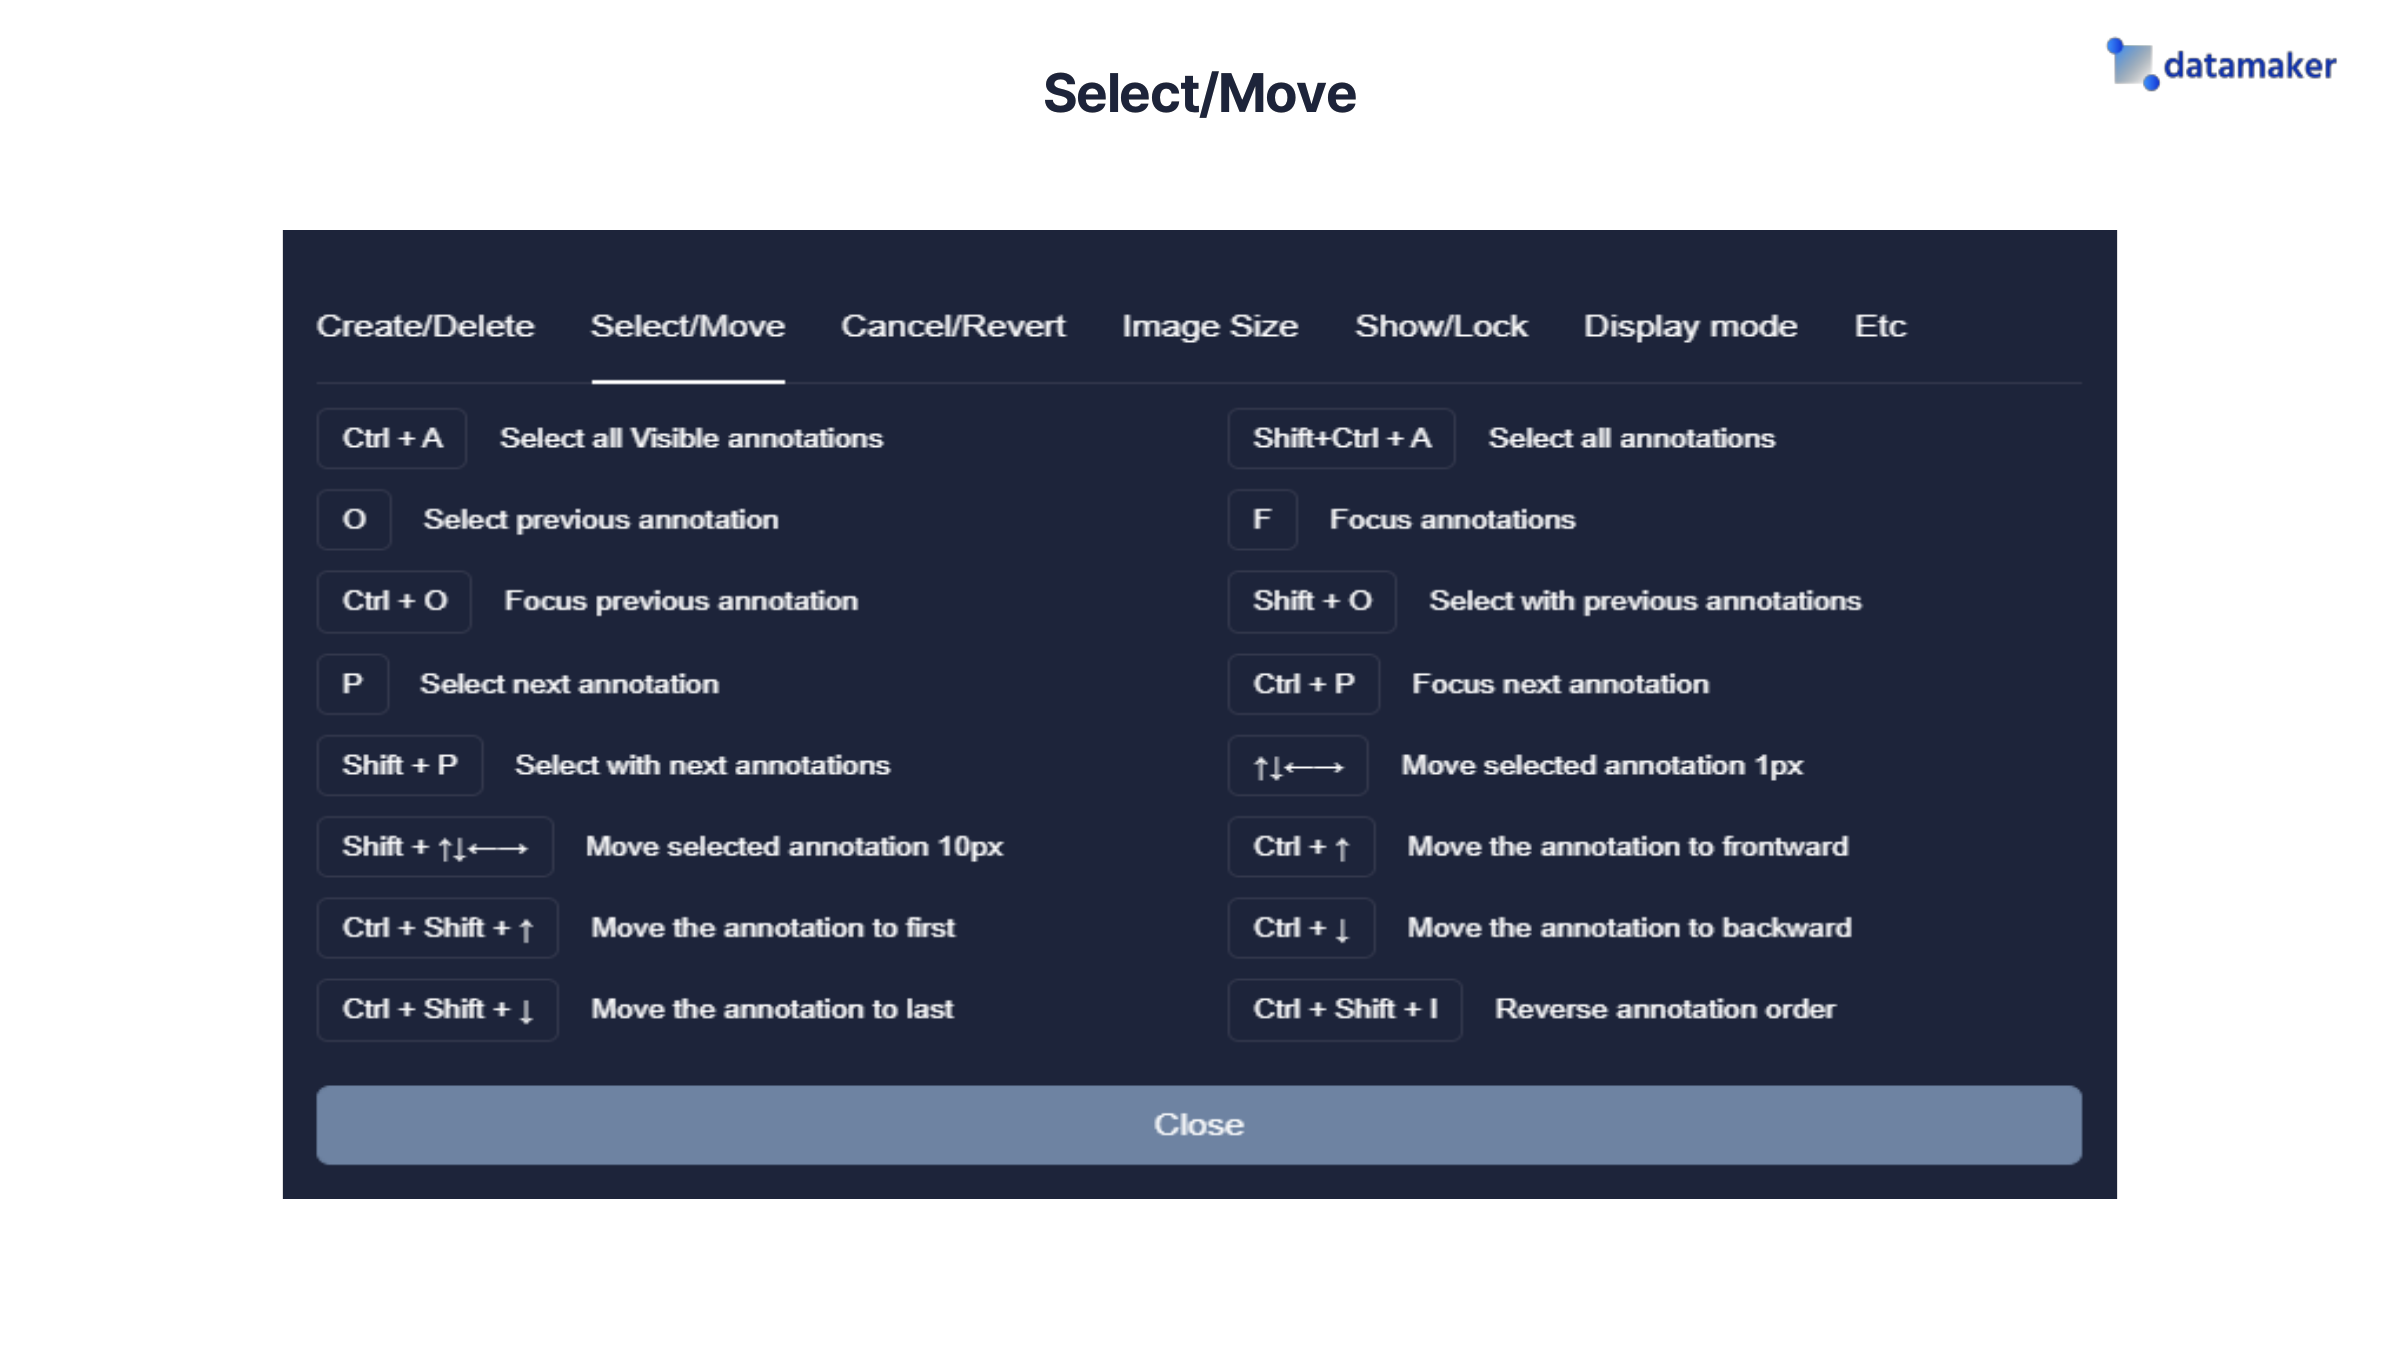 datamaker
Select/Move
Create/Delete Select/Move Cancel/Revert Image Size Show/Lock Display mode Etc
Ctrl + A Select all Visible annotations Shift+Ctrl + A Select all annotations
O Select previous annotation F Focus annotations
Ctrl + O Focus previous annotation Shift + O Select with previous annotations
P Select next annotation Ctrl + P Focus next annotation
Shift + P Select with next annotations ↑↓←→ Move selected annotation 1px
Shift + ↑↓←→ Move selected annotation 10px Ctrl + ↑ Move the annotation to frontward
Ctrl + Shift + ↑ Move the annotation to first Ctrl + ↓ Move the annotation to backward
Ctrl + Shift + ↓ Move the annotation to last Ctrl + Shift + I Reverse annotation order
Close